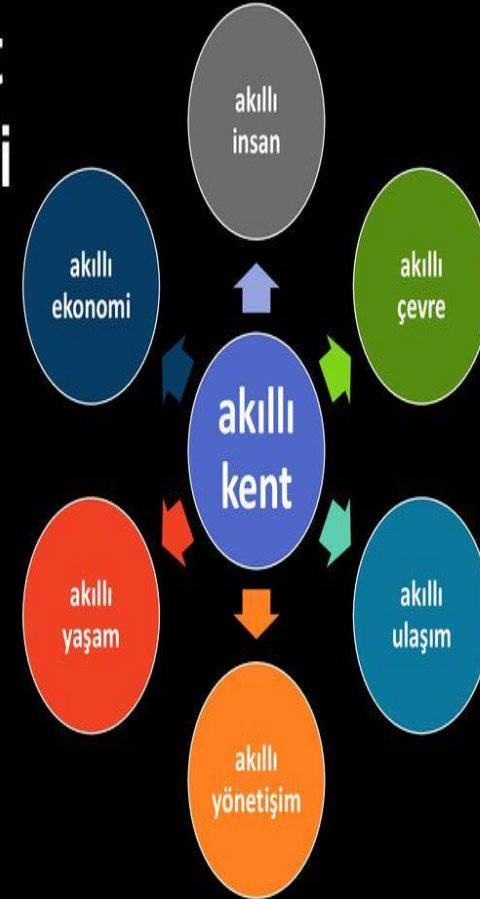 akıllı
insan
akıllı
ekonomi
akıllı
çevre
akıllı
kent
akıllı
yaşam
akıllı
ulaşım
akıllı
yönetişim